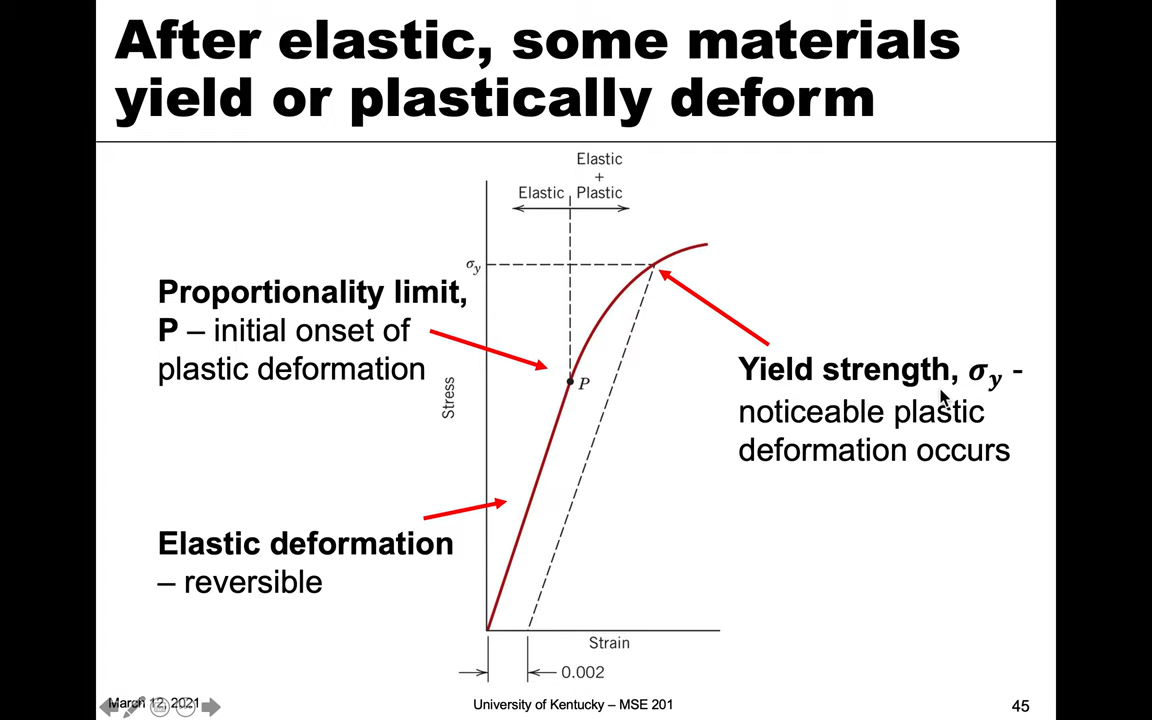 After elastic, some materials
yield or plastically deform
Elastic
+
Elastic Plastic
σy
Proportionality limit,
P – initial onset of
plastic deformation
P
Stress
Yield strength, σy -
noticeable plastic
deformation occurs
Elastic deformation
– reversible
Strain
0.002
March 12, 2021
University of Kentucky – MSE 201
45